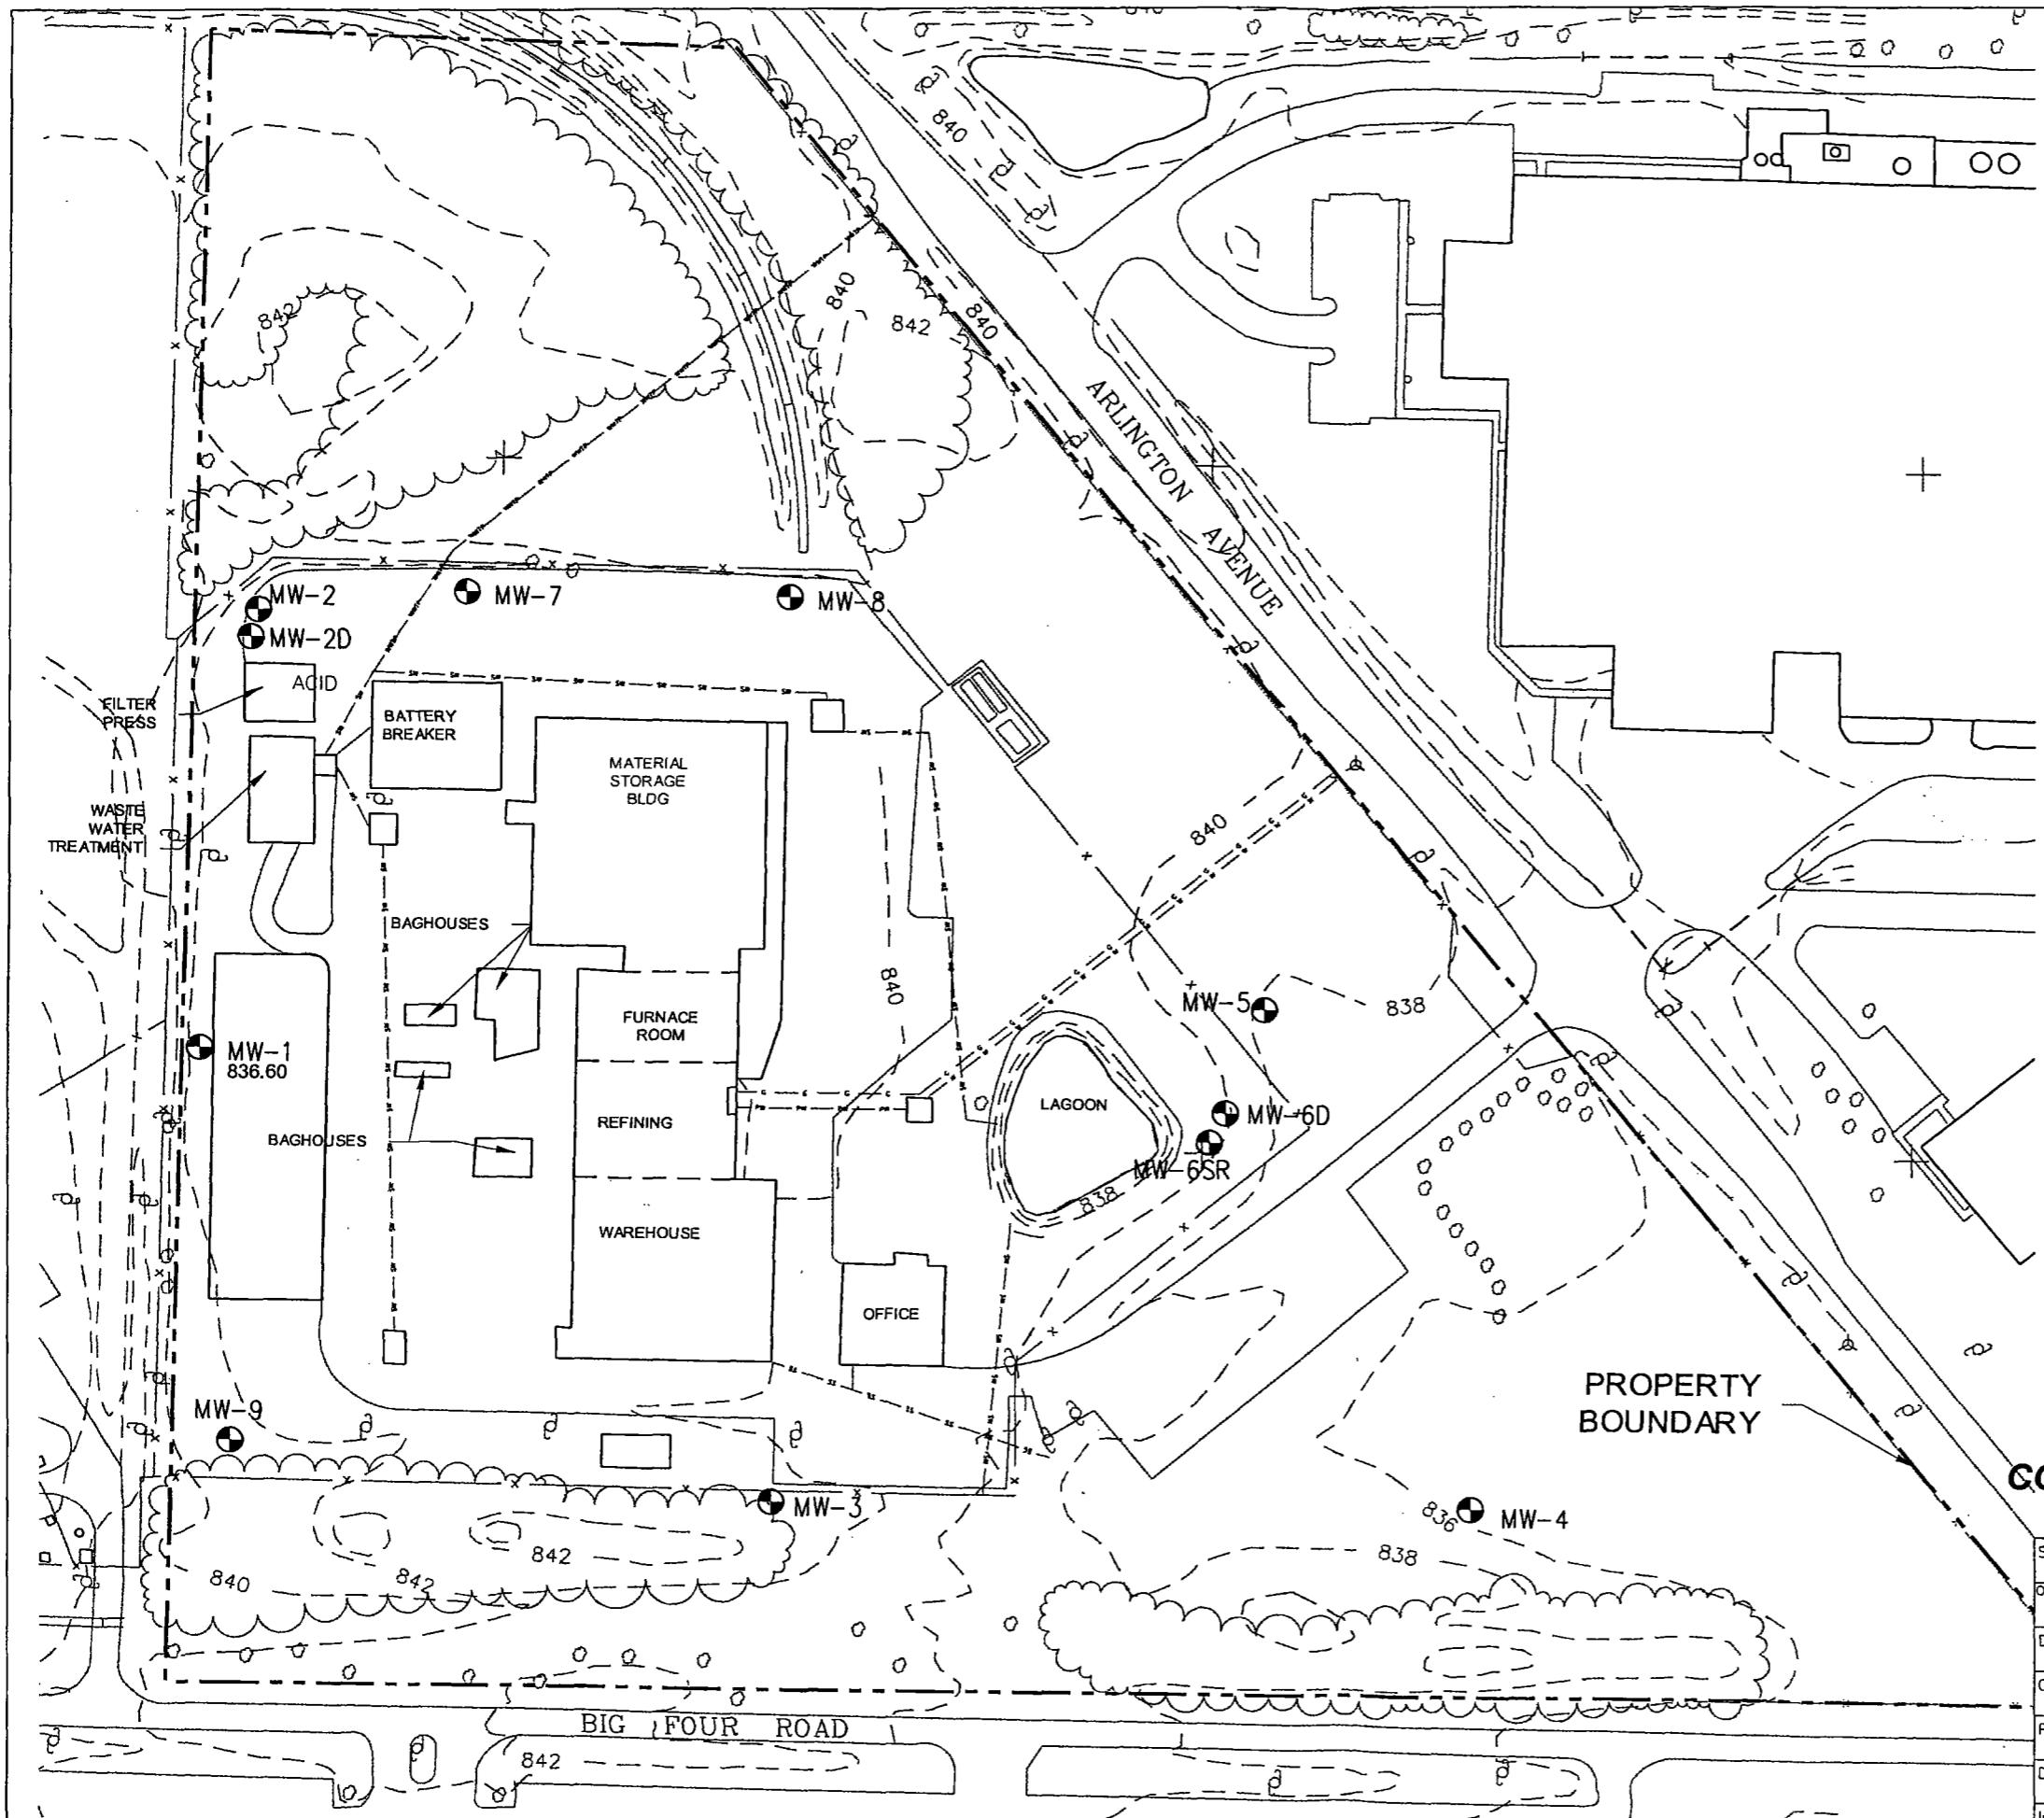 840
842
840
842
840
ARLINGTON AVENUE
MW-2
MW-7
MW-8
MW-2D
ACID
FILTER
PRESS
BATTERY
BREAKER
MATERIAL
STORAGE
BLDG
WASTE
WATER
TREATMENT
840
BAGHOUSES
840
MW-5
838
FURNACE
ROOM
MW-1
836.60
LAGOON
MW-6D
REFINING
BAGHOUSES
MW-6SR
838
WAREHOUSE
OFFICE
PROPERTY
BOUNDARY
MW-9
MW-3
836
MW-4
842
838
840
842
BIG FOUR ROAD
842